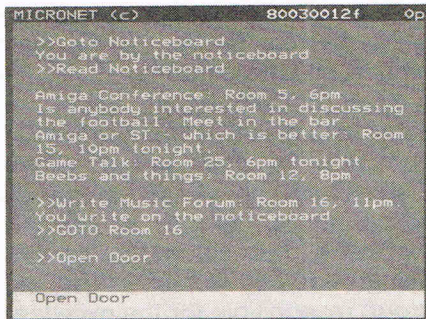 MICRONET (c) 80030012f 0p
>>Goto Noticeboard
You are by the noticeboard
>>Read Noticeboard
Amiga Conference: Room 5, 6pm
Is anybody interested in discussing
the football. Meet in the bar
Amiga or ST - which is better: Room
15, 10pm tonight.
Game Talk: Room 25, 6pm tonight
Beebs and things: Room 12, 8pm
>>Write Music Forum: Room 16, 11pm.
You write on the noticeboard
>>GOTO Room 16
>>Open Door
Open Door